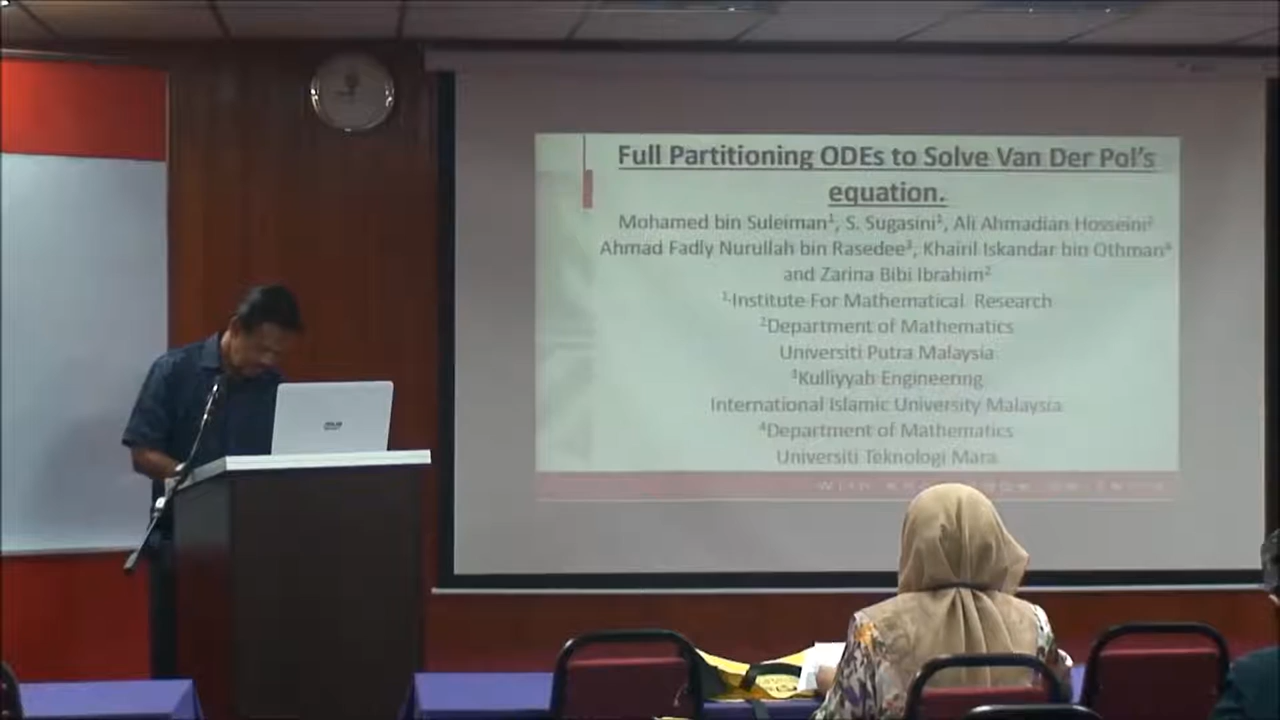 Full Partitioning ODEs to Solve Van Der Pol's
equation.
Mohamed bin Suleiman¹, S. Sugasini¹, Ali Ahmadian Hosseini²
Ahmad Fadly Nurullah bin Rasedee³, Khairil Iskandar bin Othman⁴
and Zarina Bibi Ibrahim²
¹Institute For Mathematical Research
²Department of Mathematics
Universiti Putra Malaysia
³Kulliyyah Engineering
International Islamic University Malaysia
⁴Department of Mathematics
Universiti Teknologi Mara
ASUS